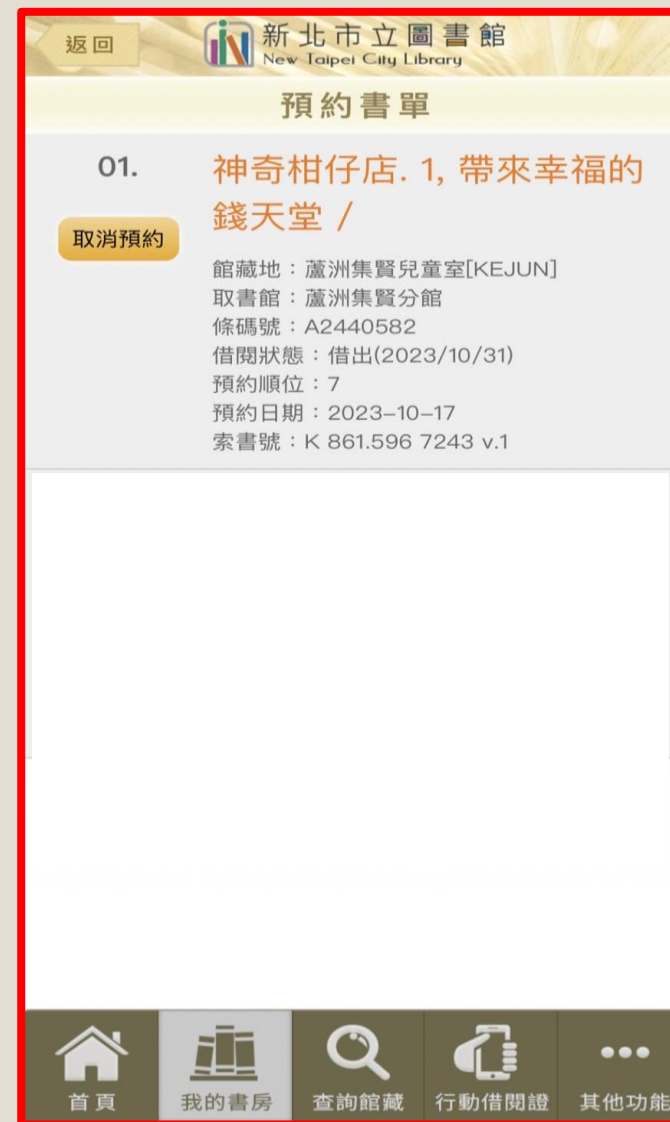 返回
新北市立圖書館
New Taipei City Library
預約書單
01.
取消預約
神奇柑仔店. 1, 帶來幸福的
錢天堂 /
館藏地：蘆洲集賢兒童室[KEJUN]
取書館：蘆洲集賢分館
條碼號：A2440582
借閱狀態：借出(2023/10/31)
預約順位：7
預約日期：2023–10–17
索書號：K 861.596 7243 v.1
首頁
我的書房
查詢館藏
行動借閱證
其他功能